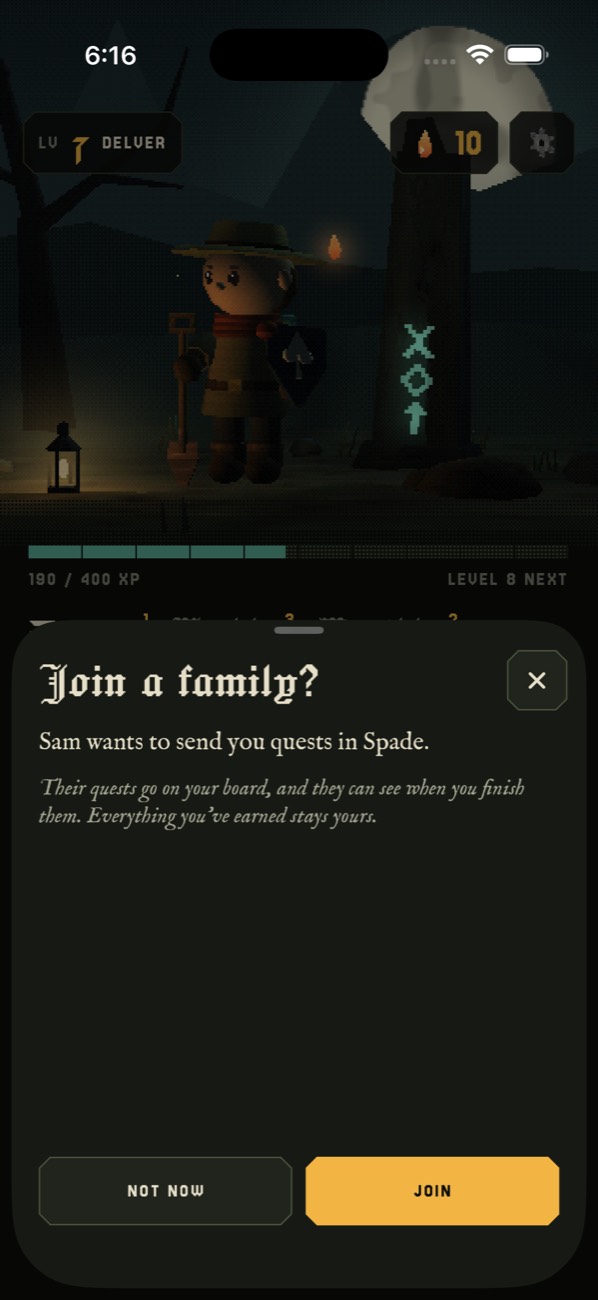 6:16
LV 7 DELVER
10
190 / 400 XP
LEVEL 8 NEXT
Join a family?
Sam wants to send you quests in Spade.
Their quests go on your board, and they can see when you finish
them. Everything you’ve earned stays yours.
NOT NOW
JOIN